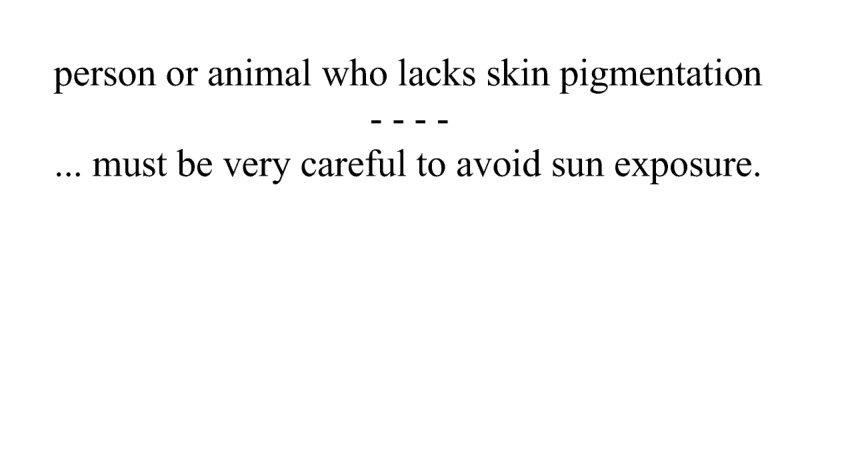 person or animal who lacks skin pigmentation
- - - -
... must be very careful to avoid sun exposure.